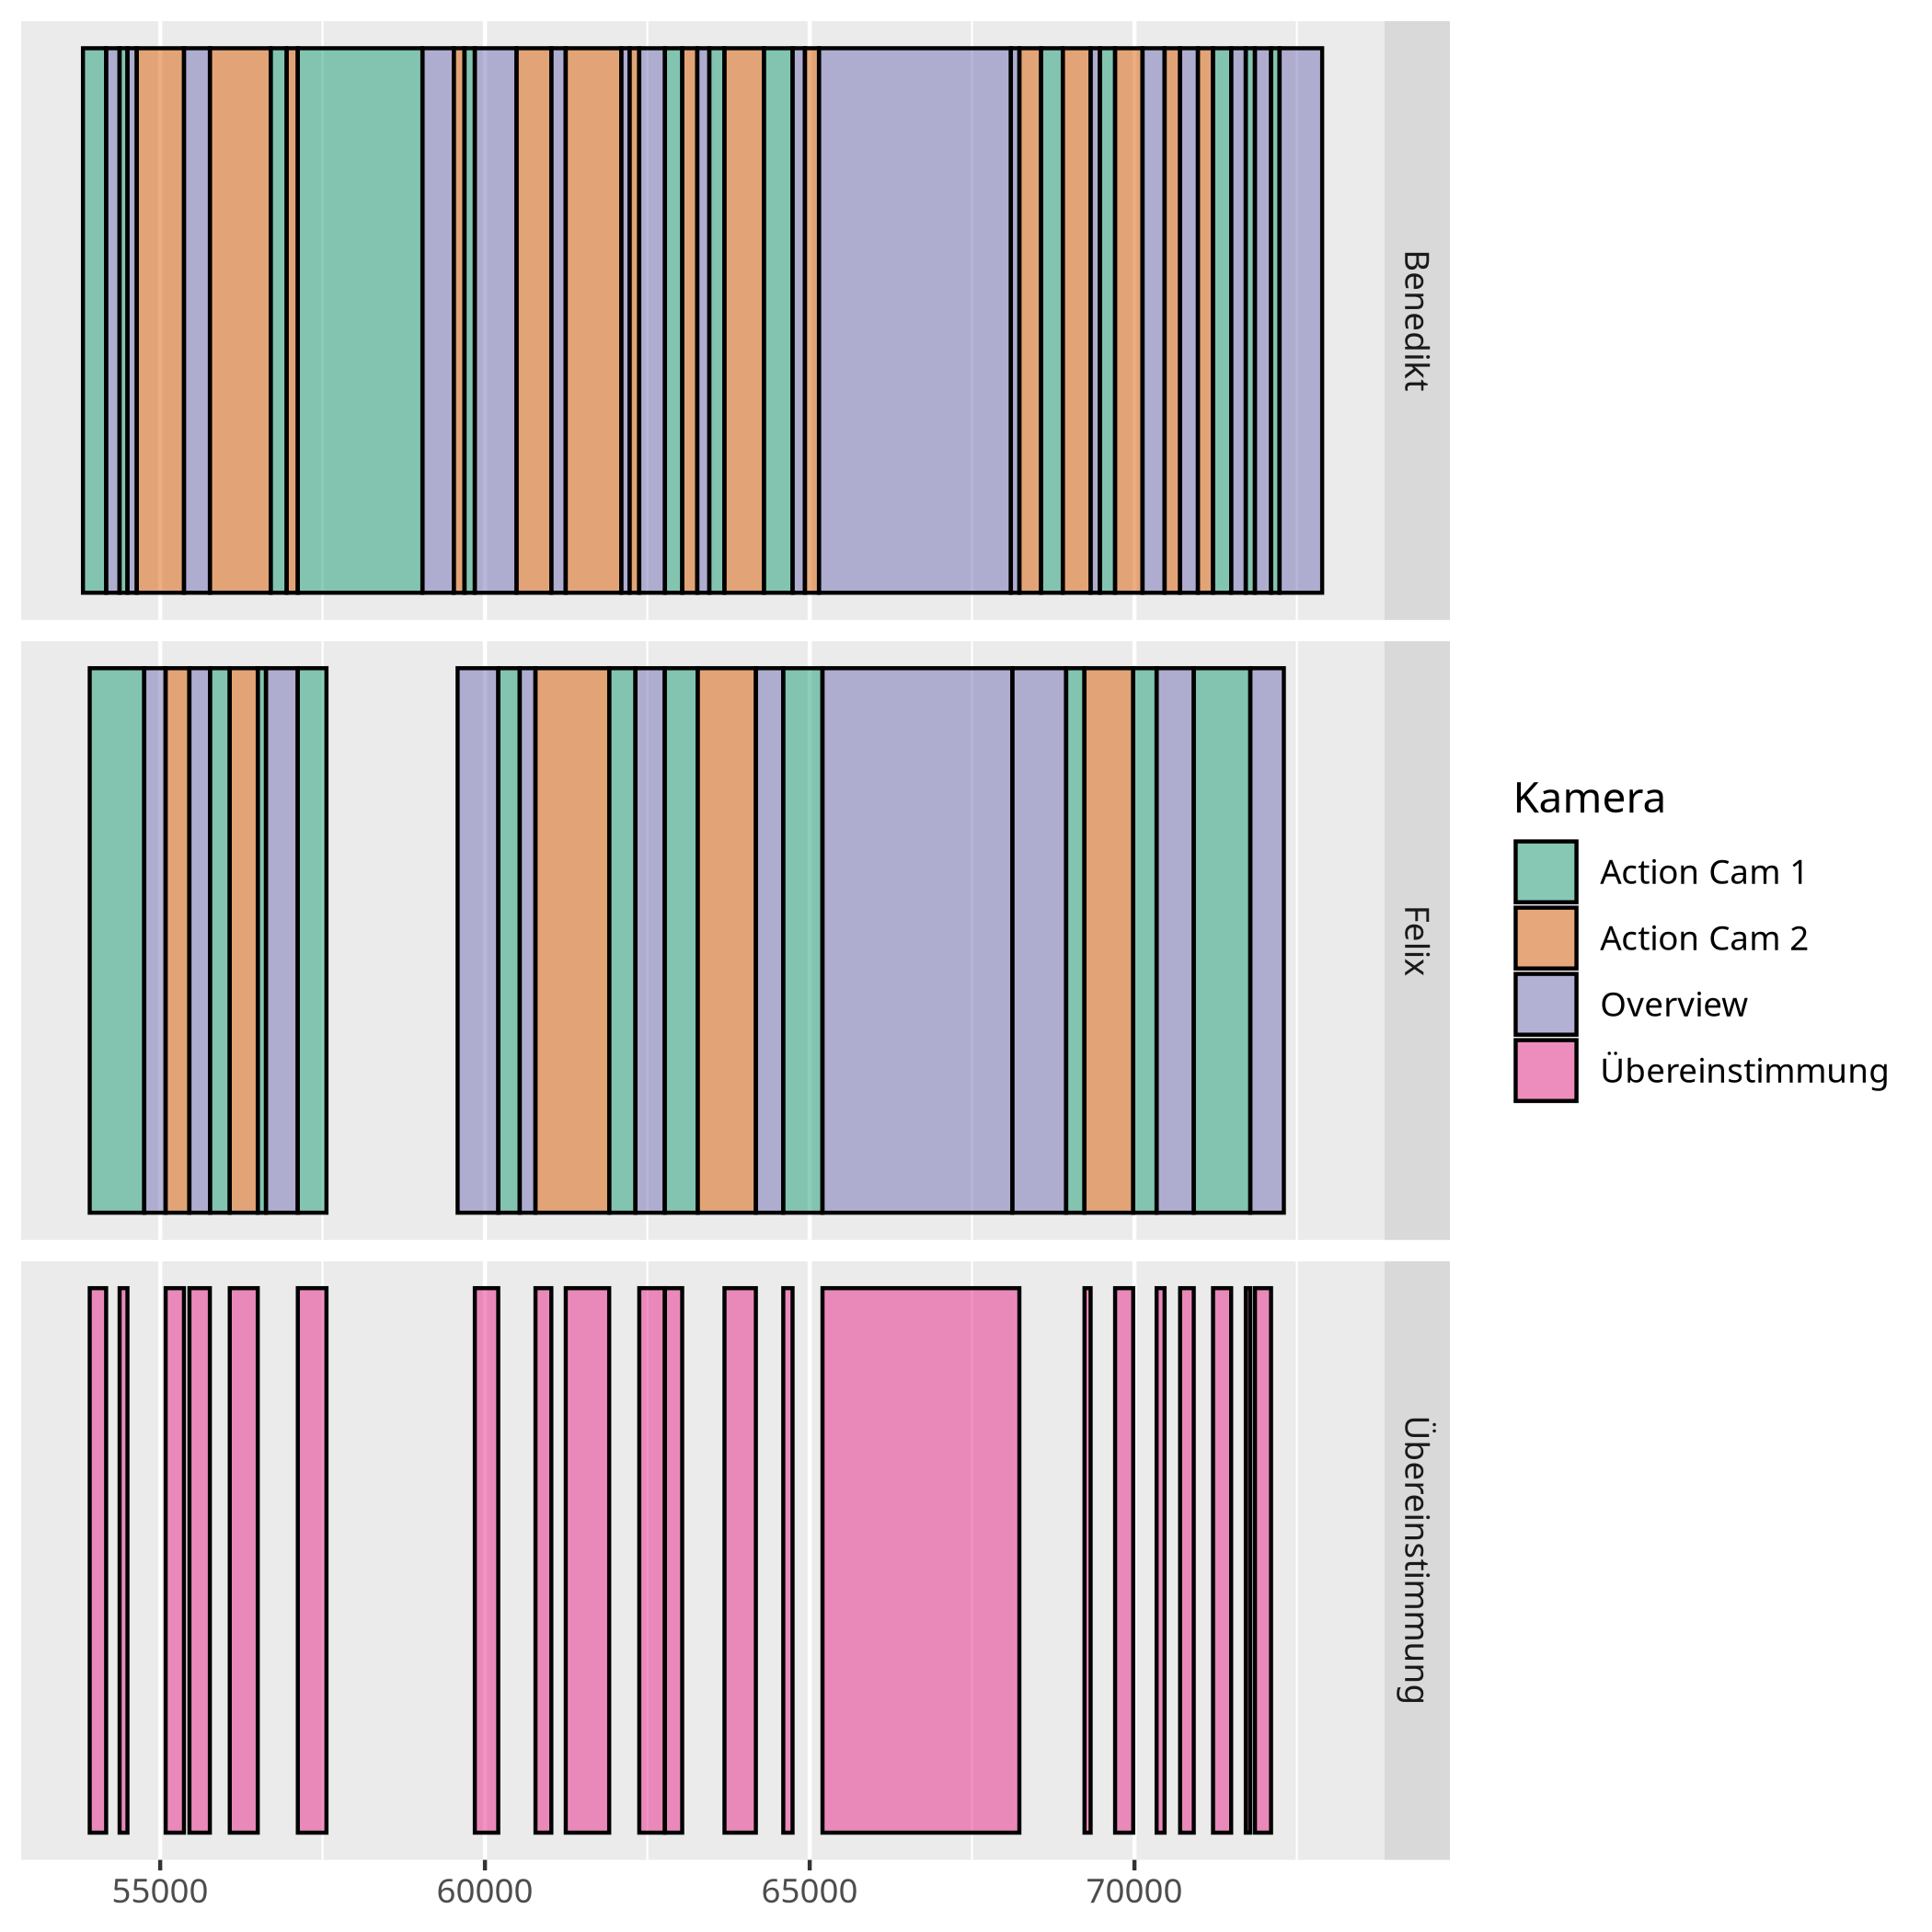 Benedikt
Felix
Übereinstimmung
55000
60000
65000
70000
Kamera
Action Cam 1
Action Cam 2
Overview
Übereinstimmung